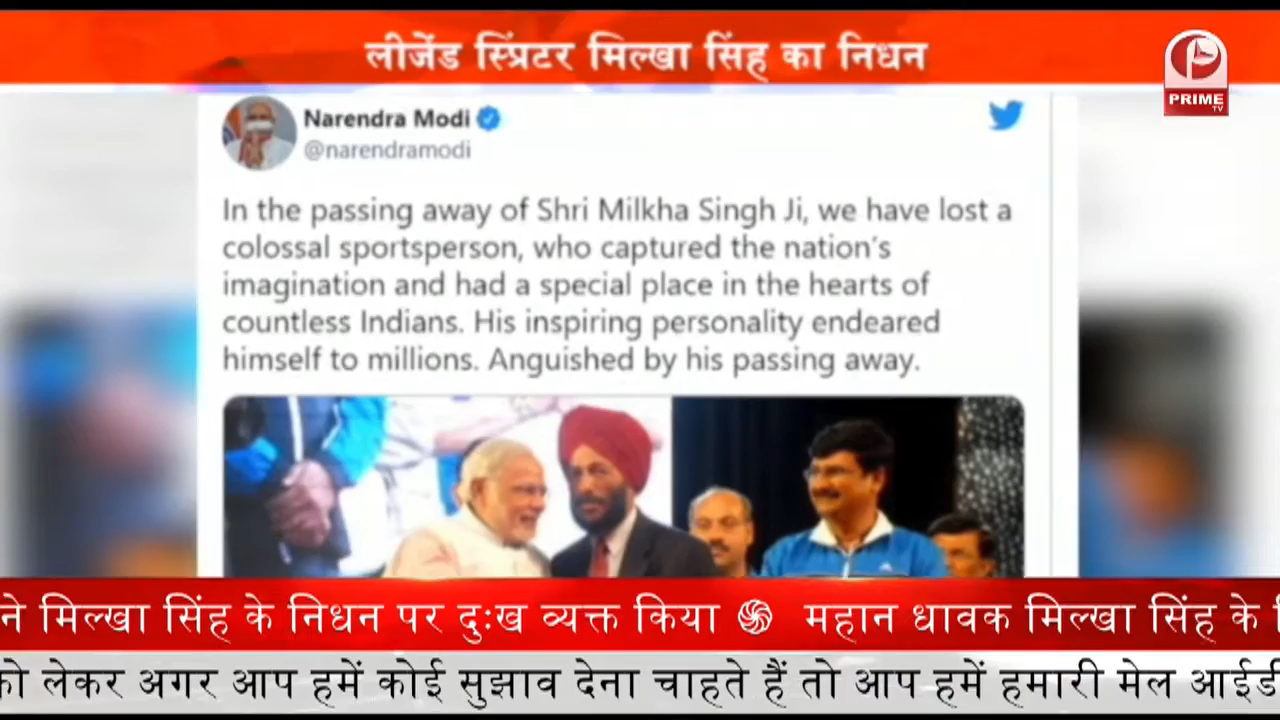 लीजेंड स्प्रिंटर मिल्खा सिंह का निधन
PRIME
TV
Narendra Modi
@narendramodi
In the passing away of Shri Milkha Singh Ji, we have lost a
colossal sportsperson, who captured the nation's
imagination and had a special place in the hearts of
countless Indians. His inspiring personality endeared
himself to millions. Anguished by his passing away.
ने मिल्खा सिंह के निधन पर दुःख व्यक्त किया महान धावक मिल्खा सिंह के
को लेकर अगर आप हमें कोई सुझाव देना चाहते हैं तो आप हमें हमारी मेल आईडी